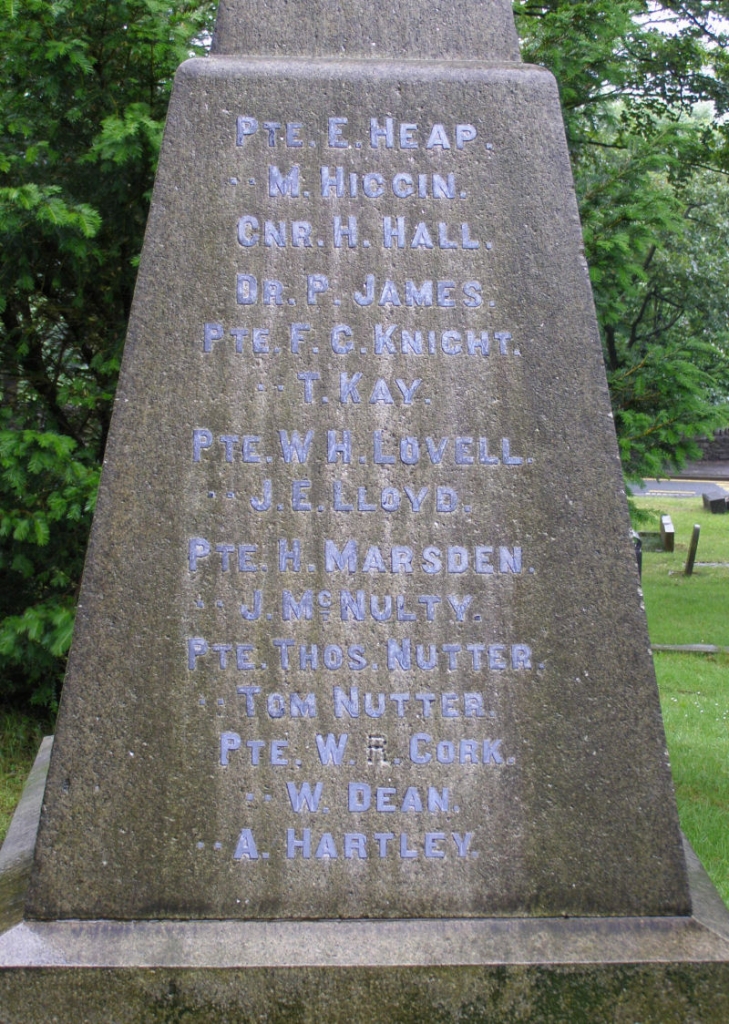 PTE. E. HEAP.
·· M. HIGGIN.
GNR. H. HALL.
DR. P. JAMES.
PTE. F. C. KNIGHT.
·· T. KAY.
PTE. W. H. LOVELL.
·· J. E. LLOYD.
PTE. H. MARSDEN.
·· J. McNULTY.
PTE. THOS. NUTTER.
·· TOM NUTTER.
PTE. W. R. CORK.
·· W. DEAN.
·· A. HARTLEY.